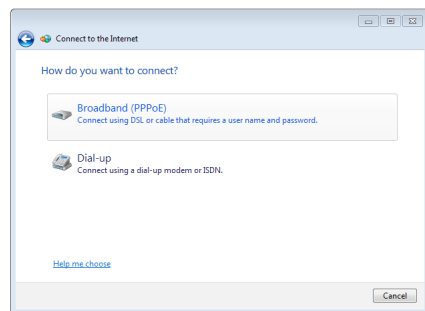 Connect to the Internet
How do you want to connect?
Broadband (PPPoE)
Connect using DSL or cable that requires a user name and password.
Dial-up
Connect using a dial-up modem or ISDN.
Help me choose
Cancel